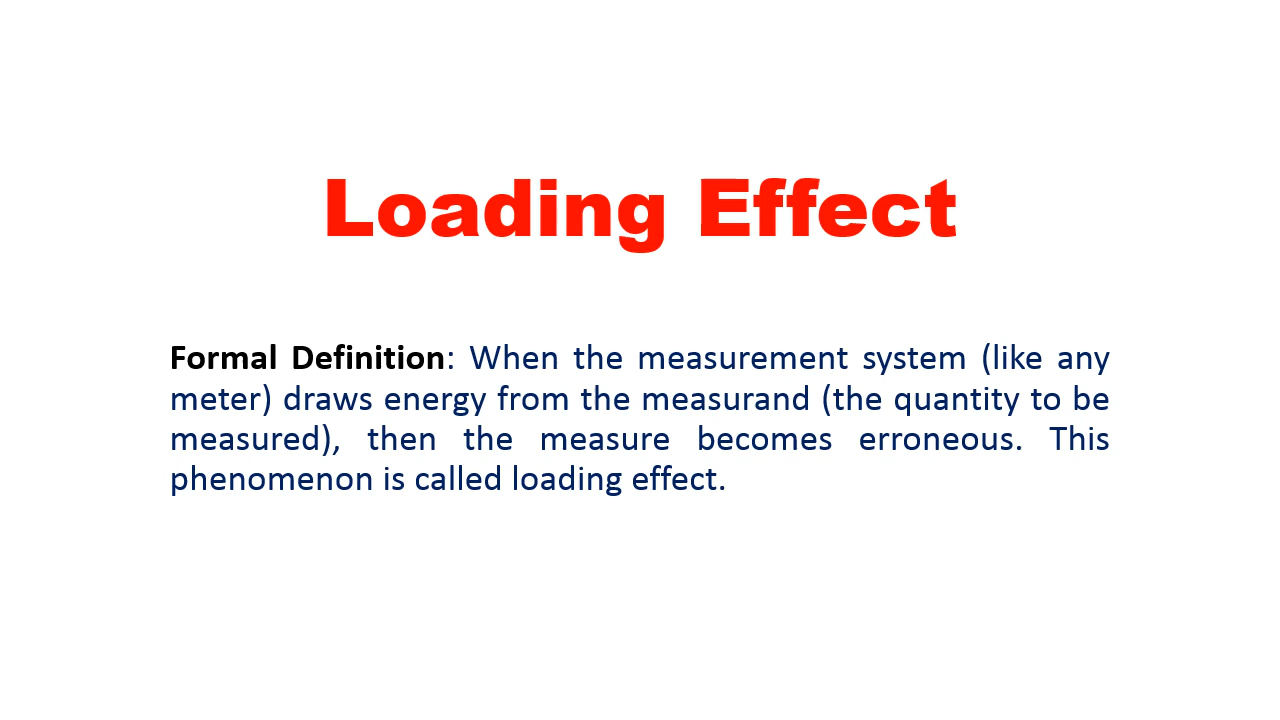 Loading Effect
Formal Definition: When the measurement system (like any
meter) draws energy from the measurand (the quantity to be
measured), then the measure becomes erroneous. This
phenomenon is called loading effect.